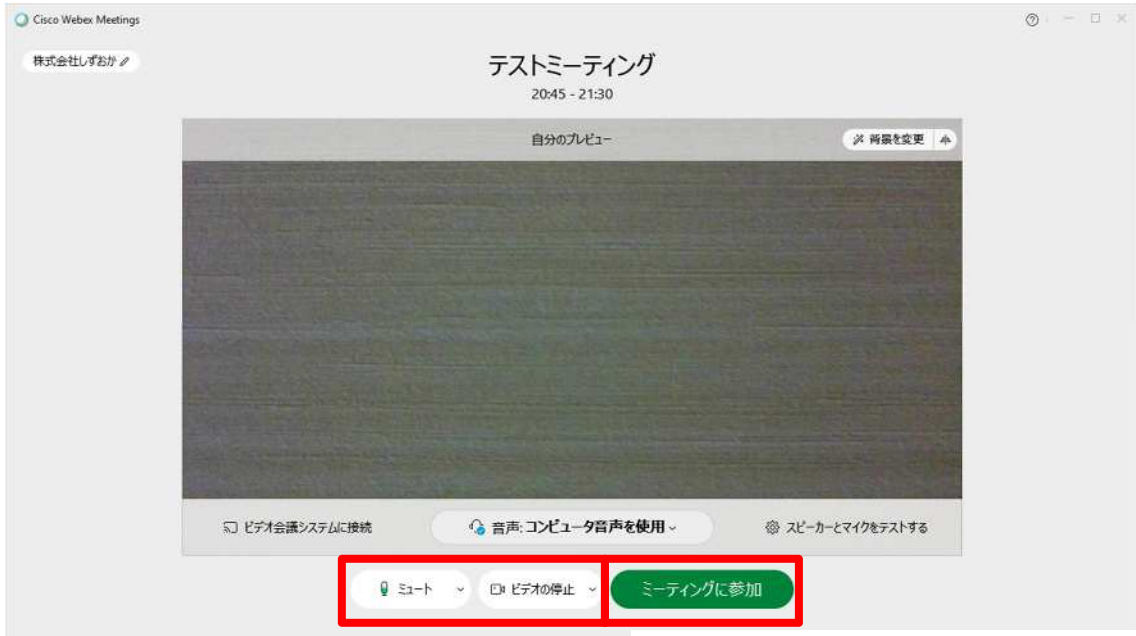 Cisco Webex Meetings
株式会社しずおか
テストミーティング
20:45 - 21:30
自分のプレビュー
背景を変更
ビデオ会議システムに接続
音声: コンピュータ音声を使用
スピーカーとマイクをテストする
ミュート
ビデオの停止
ミーティングに参加